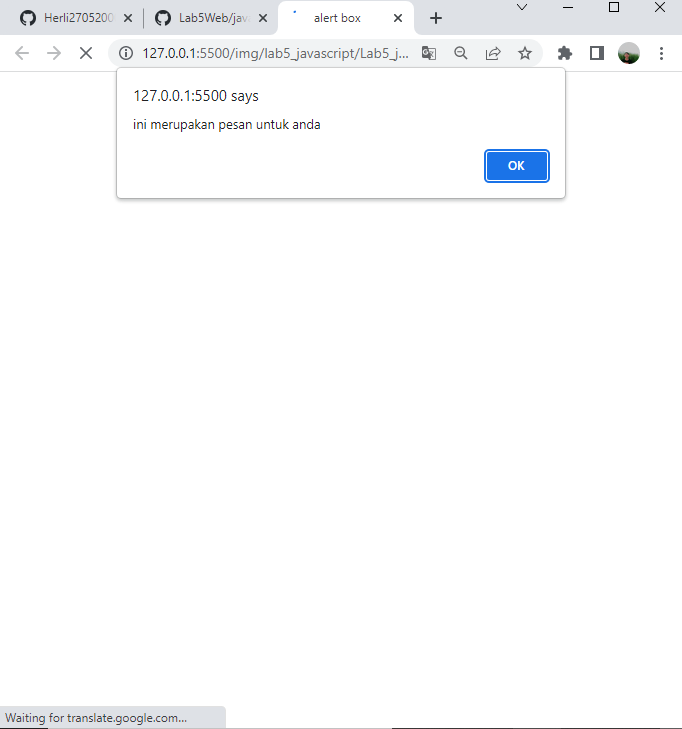 Herli2705200
Lab5Web/jav
alert box
127.0.0.1:5500/img/lab5_javascript/Lab5_j...
127.0.0.1:5500 says
ini merupakan pesan untuk anda
OK
Waiting for translate.google.com...